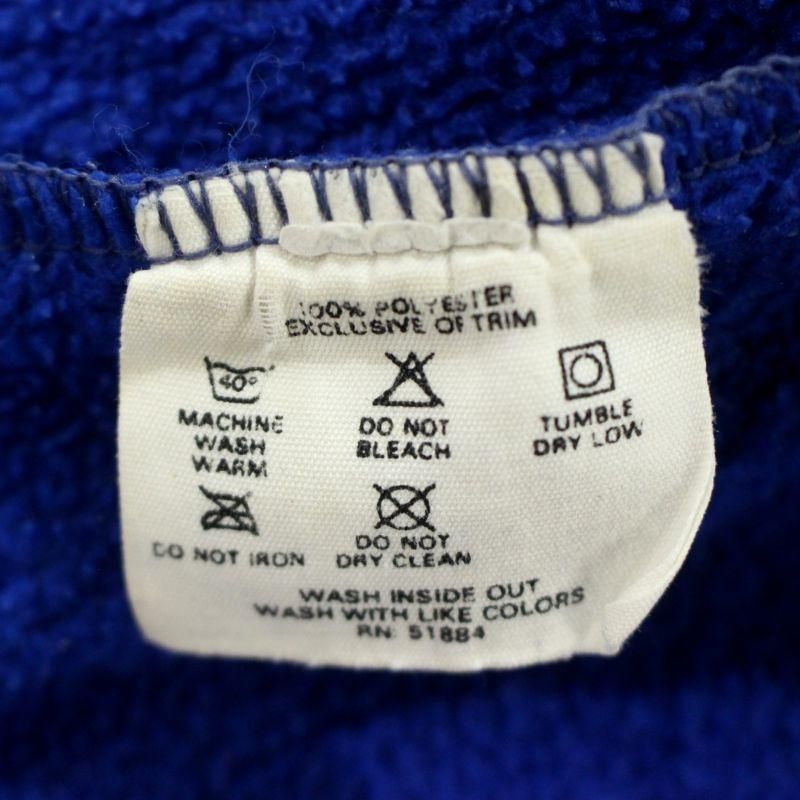 100% POLYESTER
EXCLUSIVE OF TRIM
40°
MACHINE
WASH
WARM
DO NOT
BLEACH
TUMBLE
DRY LOW
DO NOT IRON
DO NOT
DRY CLEAN
WASH INSIDE OUT
WASH WITH LIKE COLORS
RN: 51884